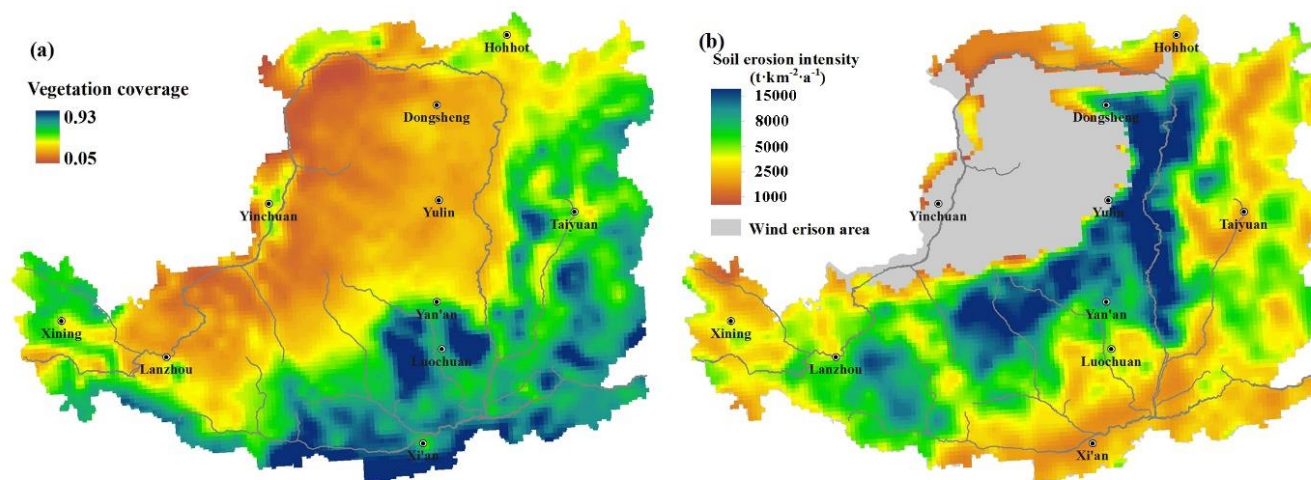 (a)
Vegetation coverage
0.93
0.05
Hohhot
Dongsheng
Yinchuan
Yulin
Taiyuan
Xining
Lanzhou
Yan'an
Luochuan
Xi'an
(b)
Soil erosion intensity
(t·km-2·a-1)
15000
8000
5000
2500
1000
Wind erison area
Hohhot
Dongsheng
Yinchuan
Yulin
Taiyuan
Xining
Lanzhou
Yan'an
Luochuan
Xi'an